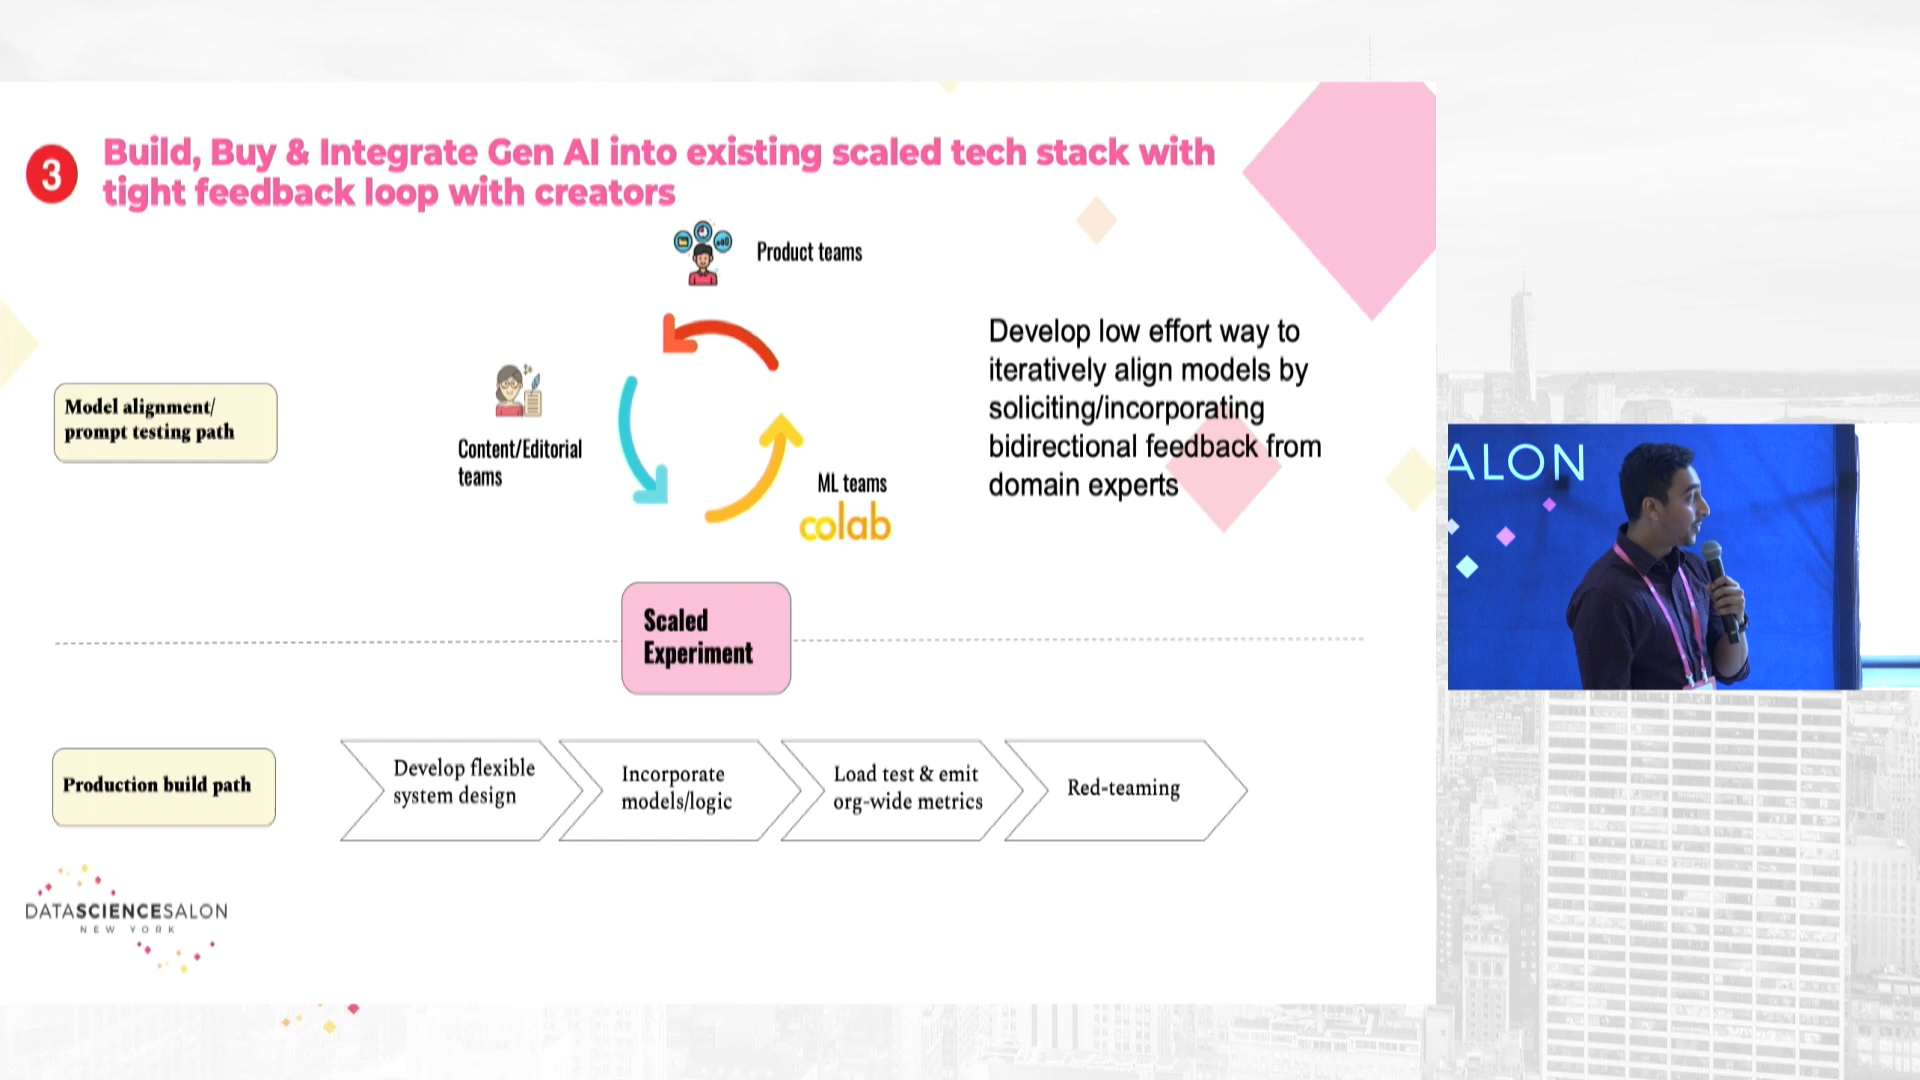 3
Build, Buy & Integrate Gen AI into existing scaled tech stack with
tight feedback loop with creators
Product teams
Content/Editorial
teams
ML teams
colab
Develop low effort way to
iteratively align models by
soliciting/incorporating
bidirectional feedback from
domain experts
Model alignment/
prompt testing path
Scaled
Experiment
Production build path
Develop flexible
system design
Incorporate
models/logic
Load test & emit
org-wide metrics
Red-teaming
DATASCIENCESALON
NEW YORK
ALON